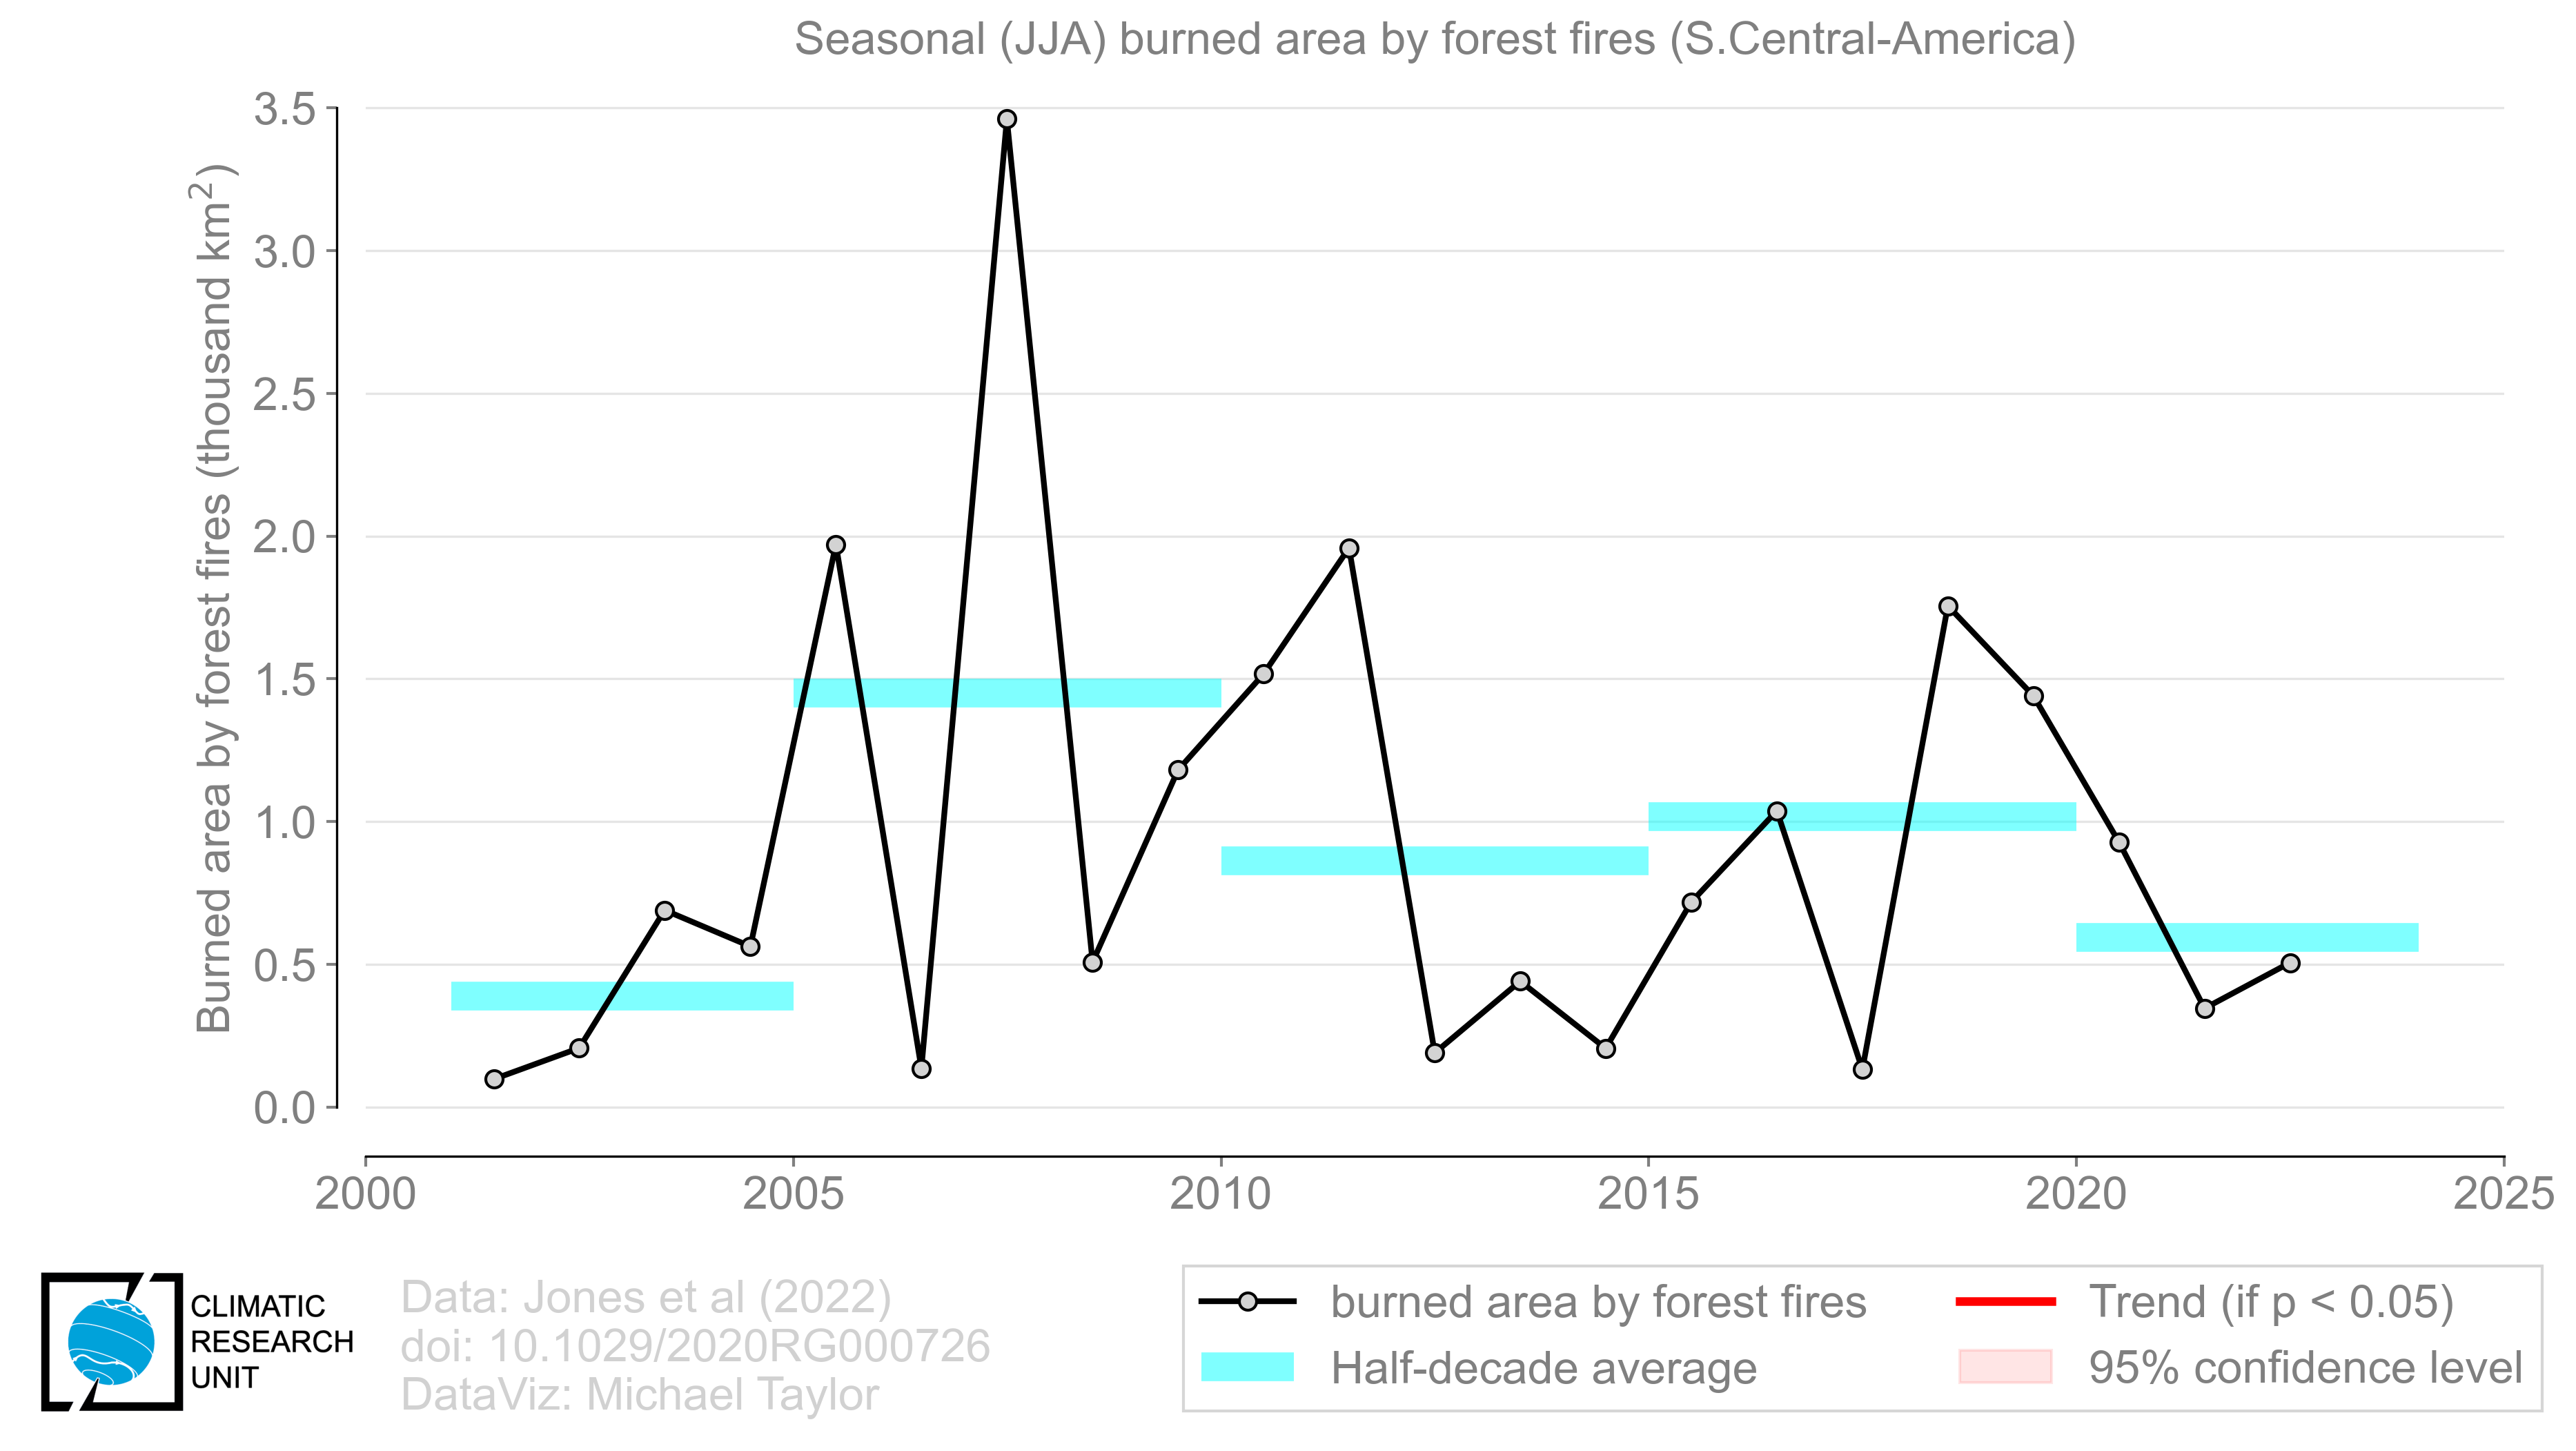 Seasonal (JJA) burned area by forest fires (S.Central-America)
Burned area by forest fires (thousand km²)
3.5
3.0
2.5
2.0
1.5
1.0
0.5
0.0
2000 2005 2010 2015 2020 2025
CLIMATIC
RESEARCH
UNIT
Data: Jones et al (2022)
doi: 10.1029/2020RG000726
DataViz: Michael Taylor
burned area by forest fires
Half-decade average
Trend (if p < 0.05)
95% confidence level